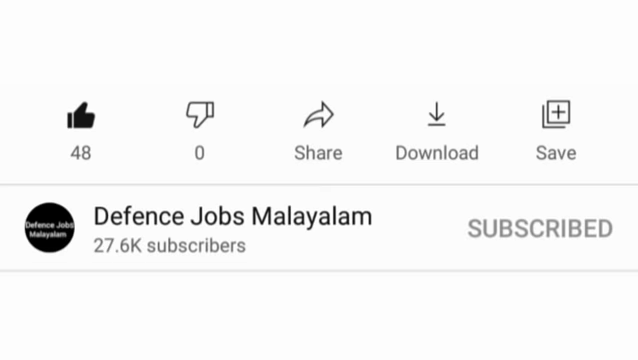 48 0 Share Download Save
Defence Jobs
Malayalam
Defence Jobs Malayalam
27.6K subscribers
SUBSCRIBED